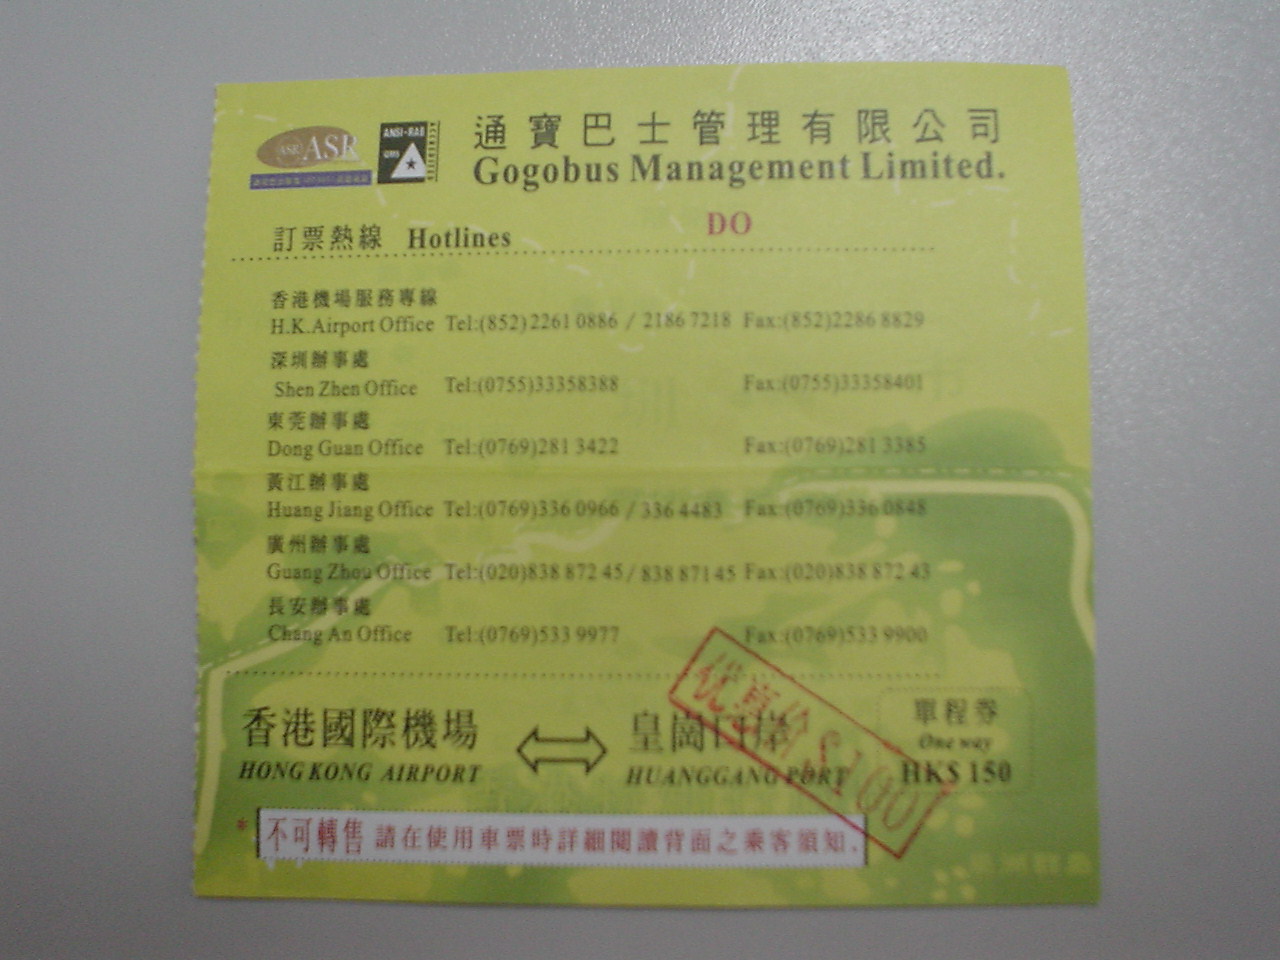 ASR
ANSI-RAB
QMS
ACCREDITED
通寶巴士管理有限公司
Gogobus Management Limited.
DO
訂票熱線 Hotlines
香港機場服務專線
H.K.Airport Office Tel:(852)2261 0886 / 2186 7218 Fax:(852)2286 8829
深圳辦事處
Shen Zhen Office Tel:(0755)33358388 Fax:(0755)33358401
東莞辦事處
Dong Guan Office Tel:(0769)281 3422 Fax:(0769)281 3385
黃江辦事處
Huang Jiang Office Tel:(0769)336 0966 / 336 4483 Fax:(0769)336 0848
廣州辦事處
Guang Zhou Office Tel:(020)838 872 45 / 838 871 45 Fax:(020)838 872 43
長安辦事處
Chang An Office Tel:(0769)533 9977 Fax:(0769)533 9900
香港國際機場 皇崗口岸
HONG KONG AIRPORT HUANGGANG PORT
單程券
One way
HK$ 150
优惠价 $100
* 不可轉售 請在使用車票時詳細閱讀背面之乘客須知.